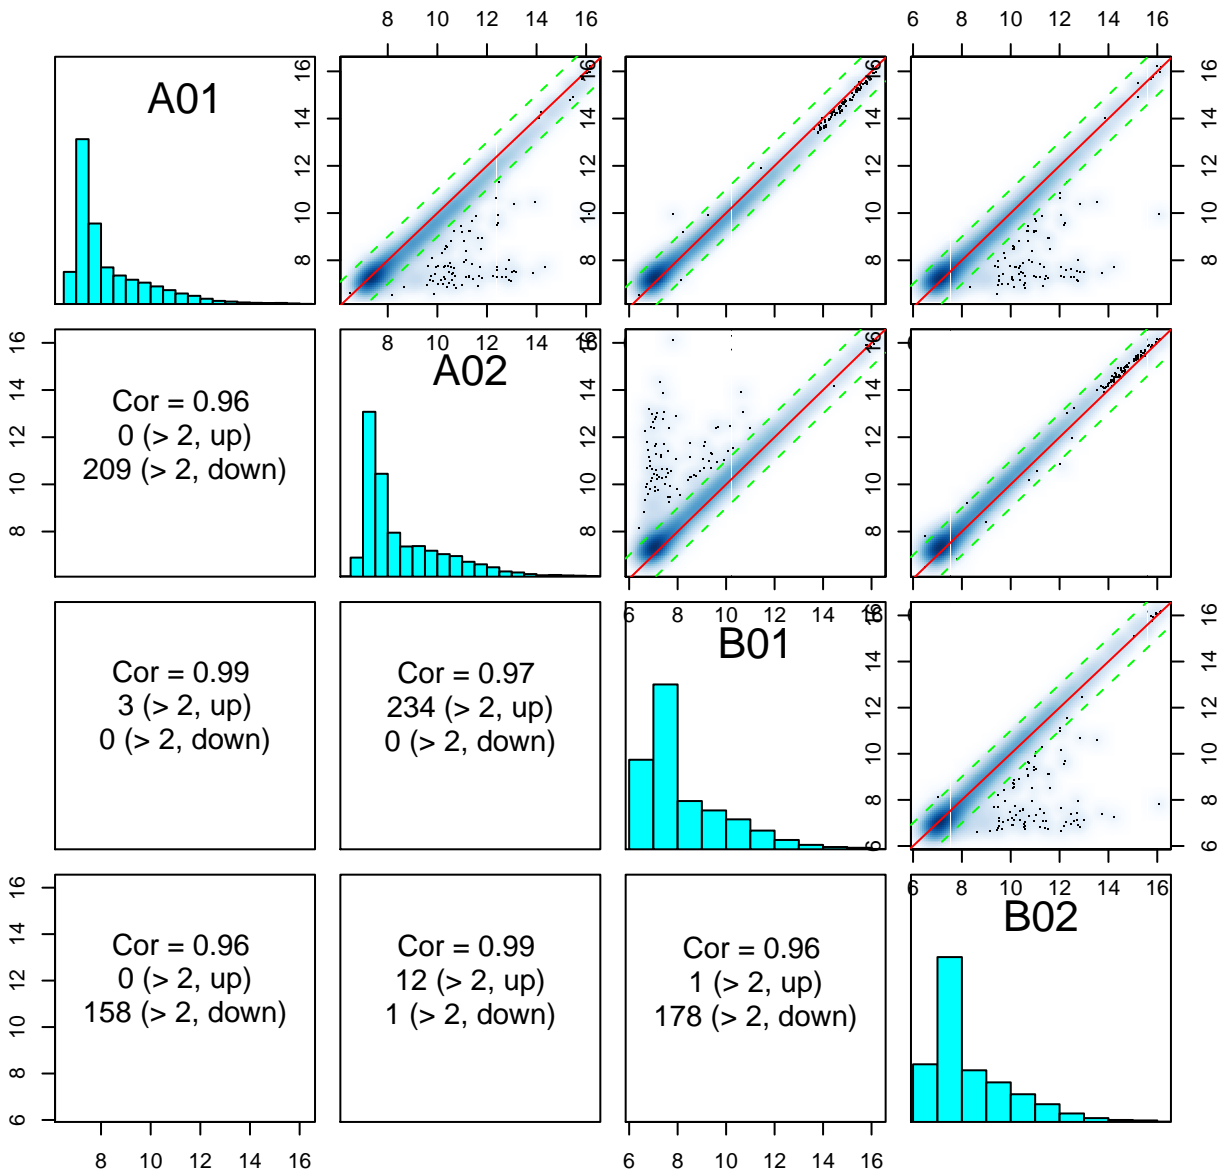 8 10 12 14 16
6 8 10 12 14 16
A01
16
14
12
10
8
16
14
12
10
8
Cor = 0.96
0 (> 2, up)
209 (> 2, down)
8 10 12 14 16
A02
16
14
12
10
8
16
14
12
10
8
Cor = 0.99
3 (> 2, up)
0 (> 2, down)
Cor = 0.97
234 (> 2, up)
0 (> 2, down)
6 8 10 12 14 16
B01
16
14
12
10
8
6
16
14
12
10
8
6
Cor = 0.96
0 (> 2, up)
158 (> 2, down)
Cor = 0.99
12 (> 2, up)
1 (> 2, down)
Cor = 0.96
1 (> 2, up)
178 (> 2, down)
6 8 10 12 14 16
B02
8 10 12 14 16
6 8 10 12 14 16